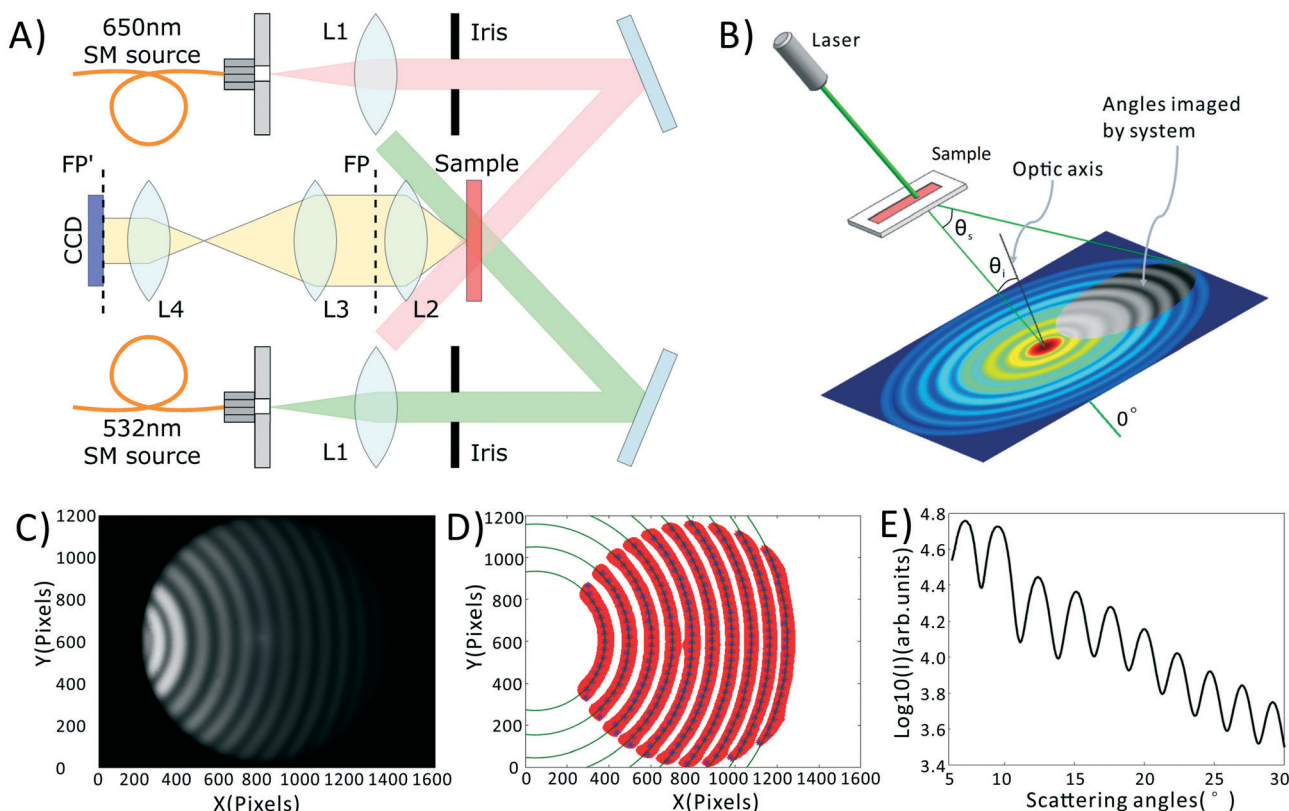 A)
650nm
SM source
L1
Iris
FP'
FP
Sample
CCD
L4
L3
L2
532nm
SM source
L1
Iris
B)
Laser
Angles imaged
by system
Sample
Optic axis
θs
θi
0°
C)
1200
1000
800
600
400
200
0
Y(Pixels)
0 200 400 600 800 1000 1200 1400 1600
X(Pixels)
D)
1200
1000
800
600
400
200
0
Y(Pixels)
0 200 400 600 800 1000 1200 1400 1600
X(Pixels)
E)
4.8
4.6
4.4
4.2
4.0
3.8
3.6
3.4
Log10(I)(arb.units)
5 10 15 20 25 30
Scattering angles(°)